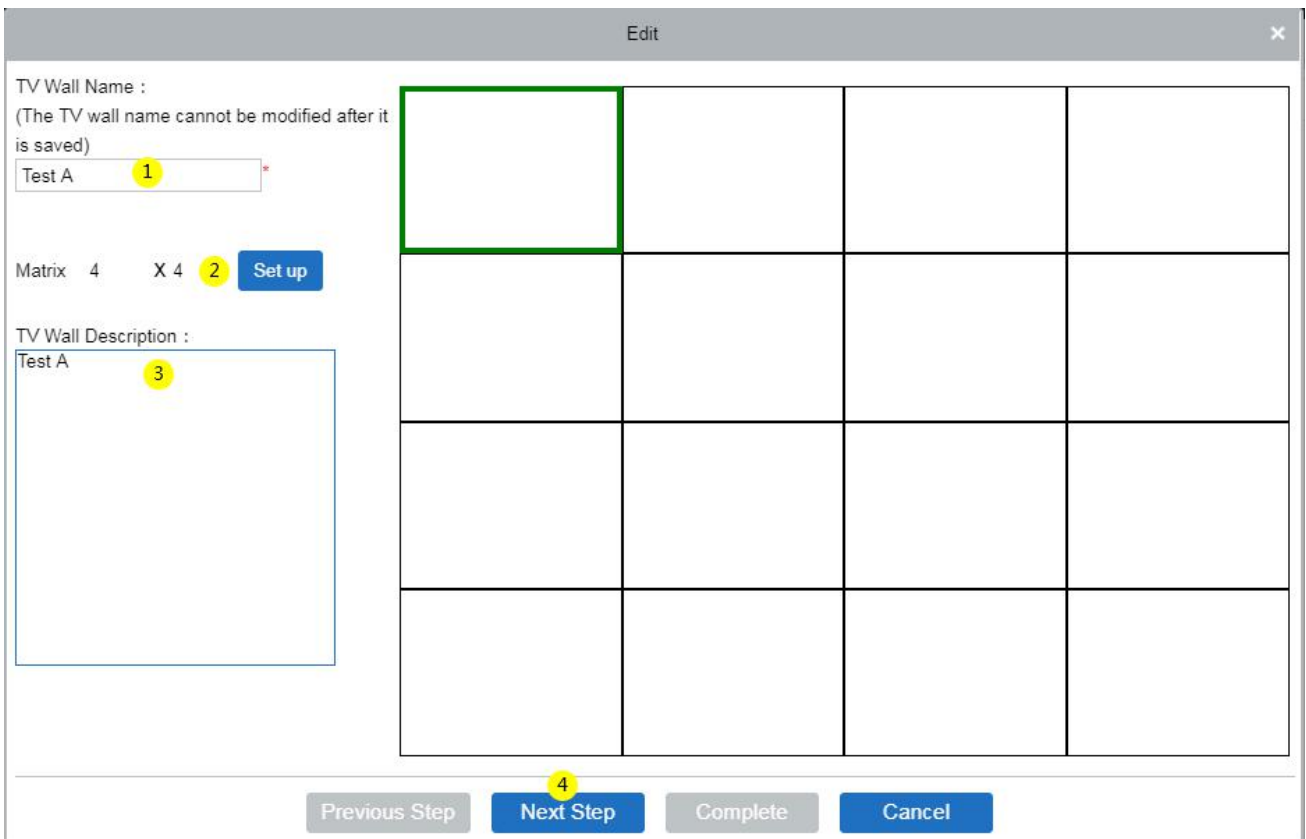 Edit ×
TV Wall Name :
(The TV wall name cannot be modified after it
is saved)
Test A 1 *
Matrix 4 X 4 2 Set up
TV Wall Description :
Test A
3
4
Previous Step Next Step Complete Cancel